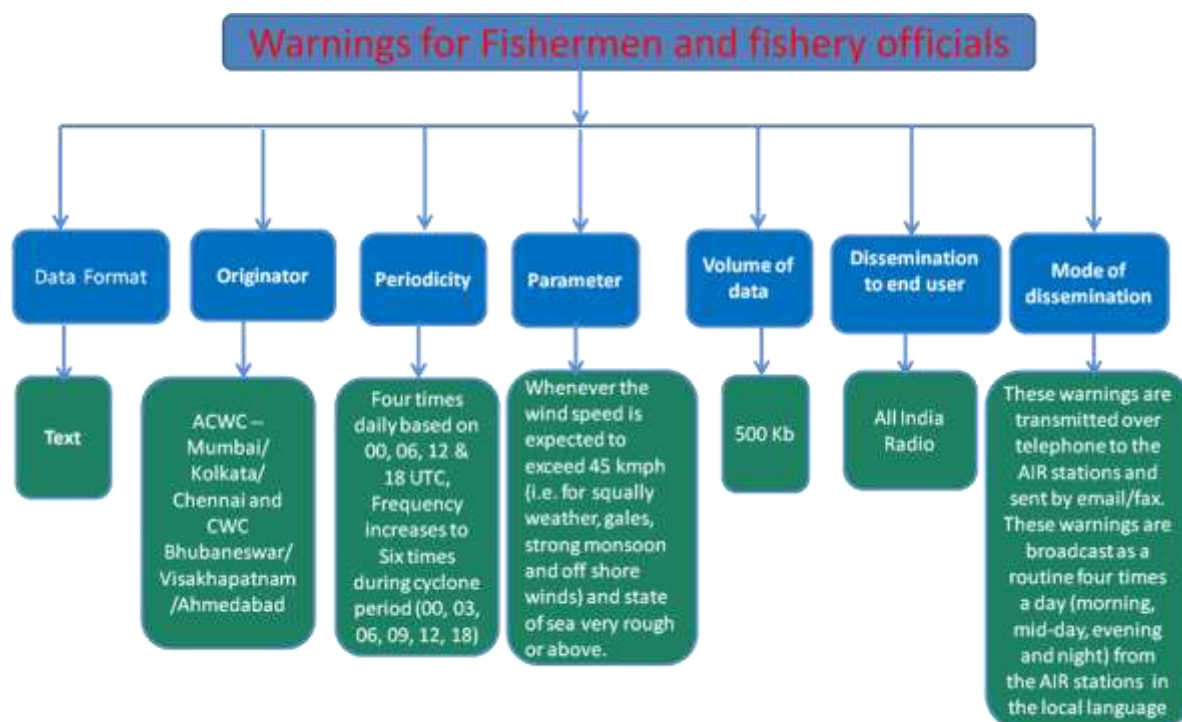 Warnings for Fishermen and fishery officials
Data Format
Originator
Periodicity
Parameter
Volume of
data
Dissemination
to end user
Mode of
dissemination
Text
ACWC –
Mumbai/
Kolkata/
Chennai and
CWC
Bhubaneswar/
Visakhapatnam
/Ahmedabad
Four times
daily based on
00, 06, 12 &
18 UTC,
Frequency
increases to
Six times
during cyclone
period (00, 03,
06, 09, 12, 18)
Whenever the
wind speed is
expected to
exceed 45 kmph
(i.e. for squally
weather, gales,
strong monsoon
and off shore
winds) and state
of sea very rough
or above.
500 Kb
All India
Radio
These warnings are
transmitted over
telephone to the
AIR stations and
sent by email/fax.
These warnings are
broadcast as a
routine four times
a day (morning,
mid-day, evening
and night) from
the AIR stations in
the local language